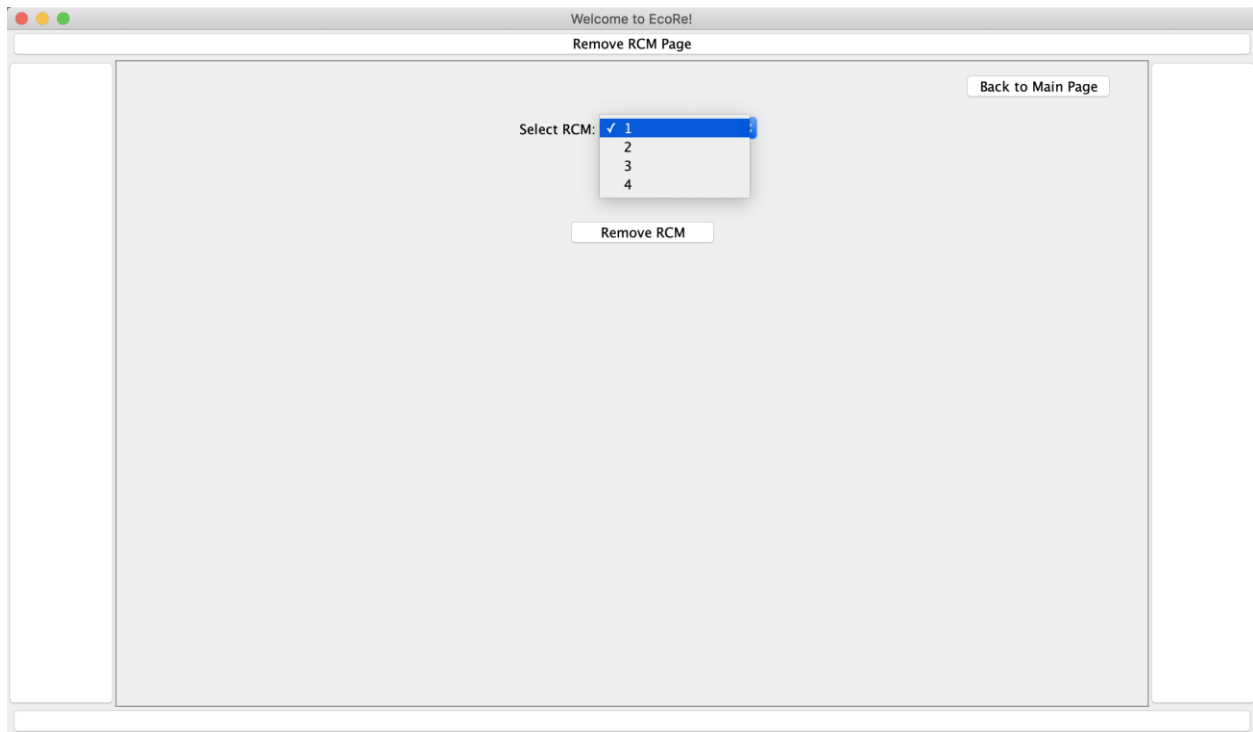 Welcome to EcoRe!
Remove RCM Page
Back to Main Page
Select RCM: ✓ 1
2
3
4
Remove RCM